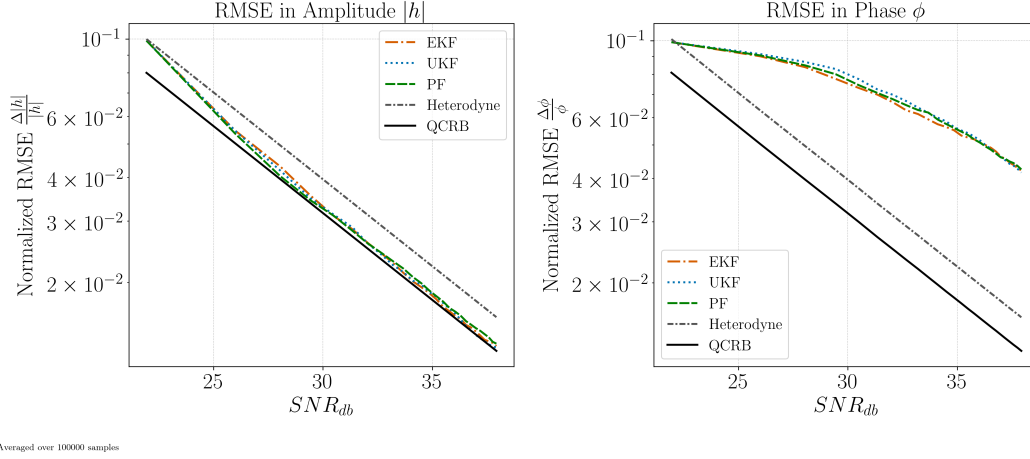 RMSE in Amplitude |h|
Normalized RMSE Δ|h|/|h|
10⁻¹
6 × 10⁻²
4 × 10⁻²
3 × 10⁻²
2 × 10⁻²
EKF
UKF
PF
Heterodyne
QCRB
25 30 35
SNR_db
RMSE in Phase ϕ
Normalized RMSE Δϕ/ϕ
10⁻¹
6 × 10⁻²
4 × 10⁻²
3 × 10⁻²
2 × 10⁻²
EKF
UKF
PF
Heterodyne
QCRB
25 30 35
SNR_db
Averaged over 100000 samples